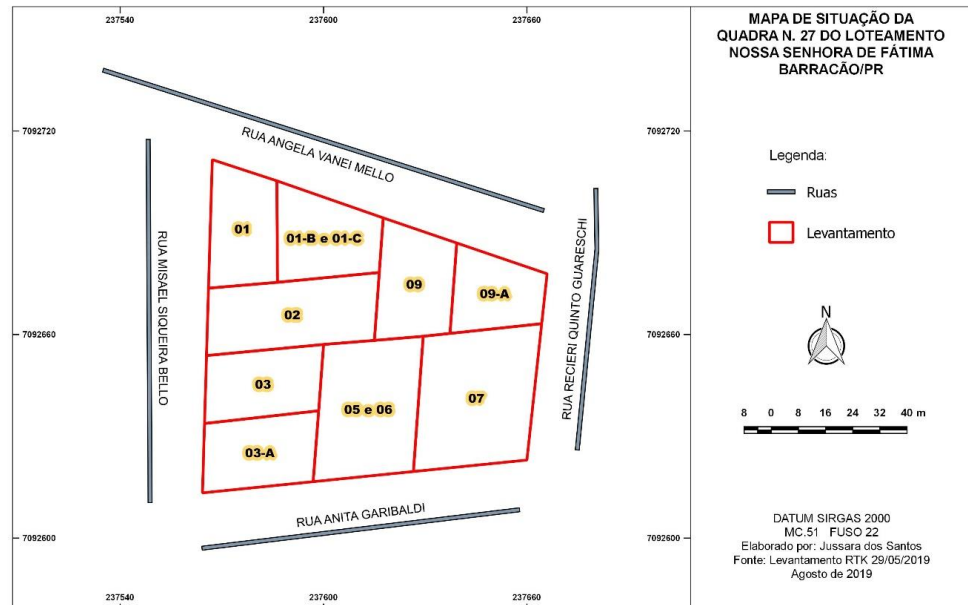 237540
237600
237660
7092720
7092720
RUA ANGELA VANEI MELLO
RUA MISAEL SIQUEIRA BELLO
RUA RECIERI QUINTO GUARESCHI
01
01-B e 01-C
09
09-A
02
7092660
7092660
03
05 e 06
07
03-A
RUA ANITA GARIBALDI
7092600
7092600
237540
237600
237660
MAPA DE SITUAÇÃO DA
QUADRA N. 27 DO LOTEAMENTO
NOSSA SENHORA DE FÁTIMA
BARRACÃO/PR
Legenda:
Ruas
Levantamento
N
8 0 8 16 24 32 40 m
DATUM SIRGAS 2000
MC.51 FUSO 22
Elaborado por: Jussara dos Santos
Fonte: Levantamento RTK 29/05/2019
Agosto de 2019